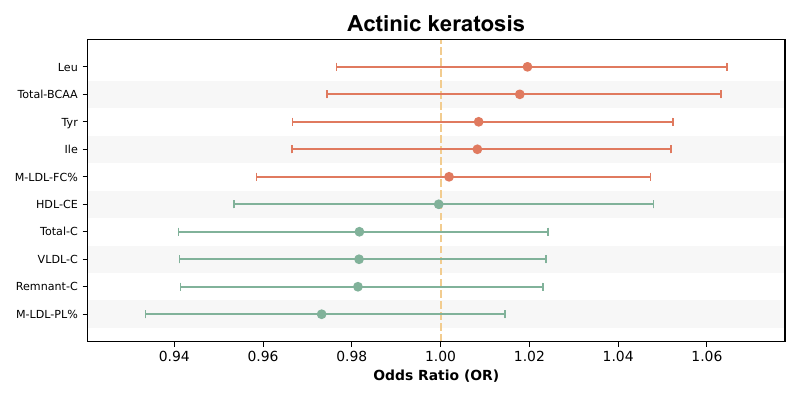 Actinic keratosis
Leu
Total-BCAA
Tyr
Ile
M-LDL-FC%
HDL-CE
Total-C
VLDL-C
Remnant-C
M-LDL-PL%
0.94 0.96 0.98 1.00 1.02 1.04 1.06
Odds Ratio (OR)